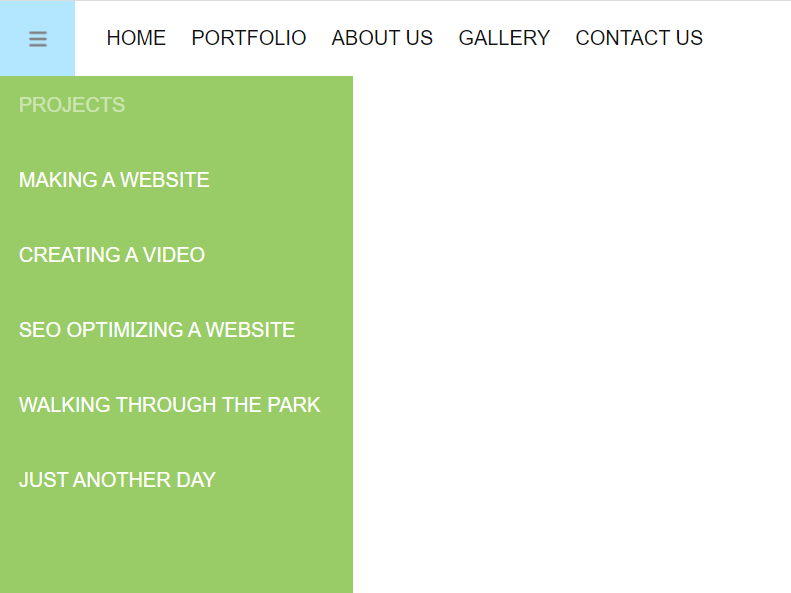 HOME PORTFOLIO ABOUT US GALLERY CONTACT US
PROJECTS
MAKING A WEBSITE
CREATING A VIDEO
SEO OPTIMIZING A WEBSITE
WALKING THROUGH THE PARK
JUST ANOTHER DAY